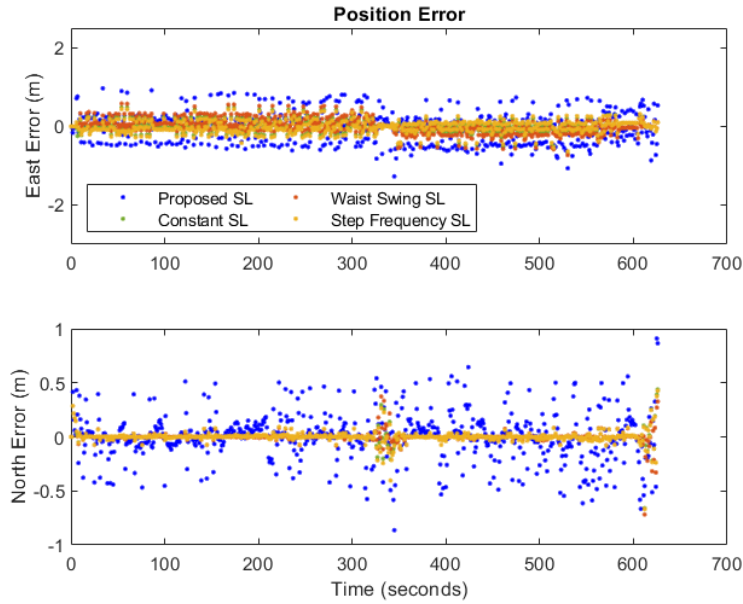 Position Error
East Error (m)
2
0
-2
Proposed SL
Waist Swing SL
Constant SL
Step Frequency SL
0 100 200 300 400 500 600 700
North Error (m)
1
0.5
0
-0.5
-1
0 100 200 300 400 500 600 700
Time (seconds)